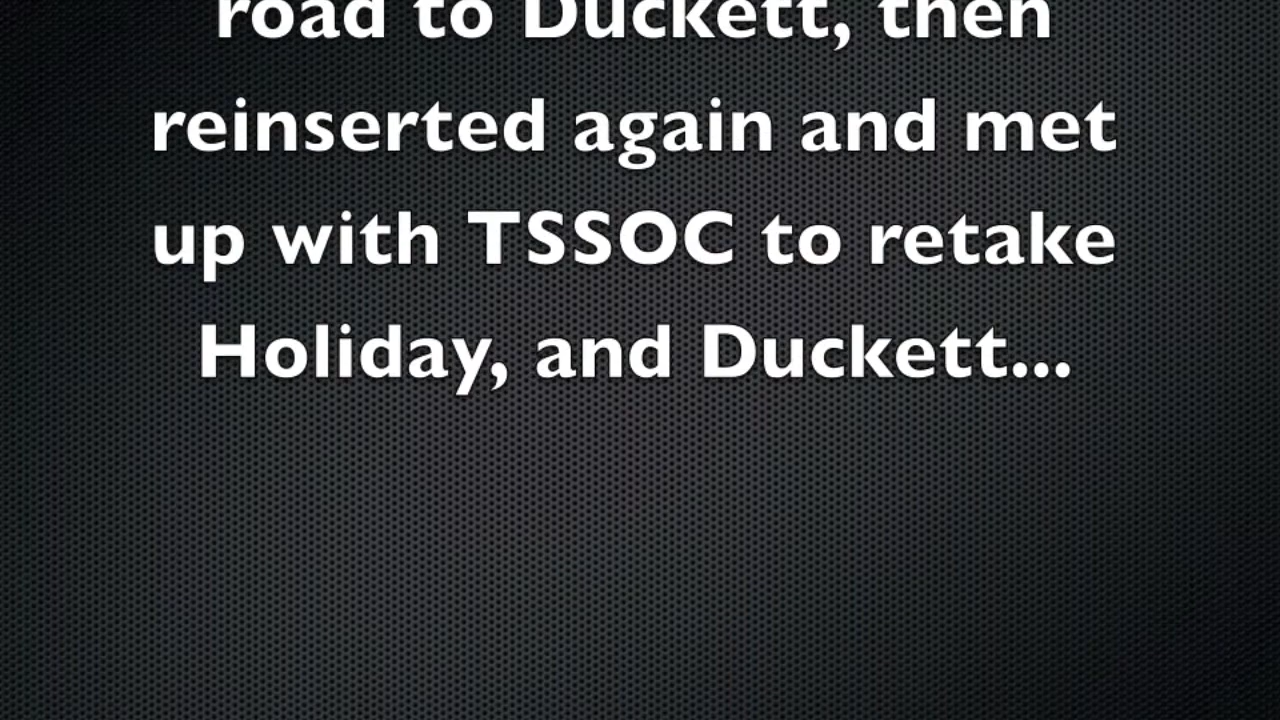 road to Duckett, then
reinserted again and met
up with TSSOC to retake
Holiday, and Duckett...